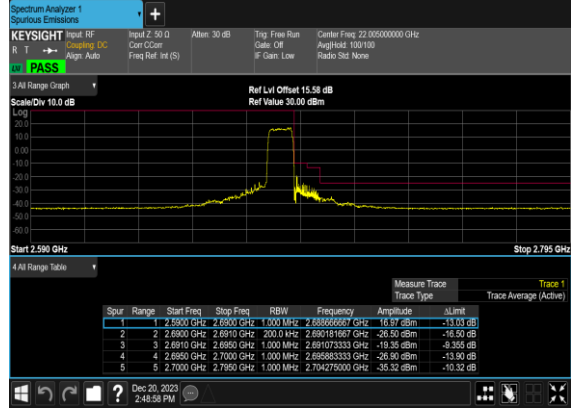 Spectrum Analyzer 1
Spurious Emissions
KEYSIGHT Input: RF Input Z: 50 Ω Atten: 30 dB Trig: Free Run Center Freq: 22.005000000 GHz
R T Coupling: DC Corr CCorr Gate: Off Avg|Hold: 100/100
Align: Auto Freq Ref: Int (S) IF Gain: Low Radio Std: None
PASS
3 All Range Graph
Ref Lvl Offset 15.58 dB
Scale/Div 10.0 dB Ref Value 30.00 dBm
Log
20.0
10.0
0.00
-10.0
-20.0
-30.0
-40.0
-50.0
-60.0
Start 2.590 GHz Stop 2.795 GHz
4 All Range Table
Measure Trace Trace 1
Trace Type Trace Average (Active)
Spur Range Start Freq Stop Freq RBW Frequency Amplitude ΔLimit
1 1 2.5900 GHz 2.6900 GHz 1.000 MHz 2.688666667 GHz 16.97 dBm -13.03 dB
2 2 2.6900 GHz 2.6910 GHz 200.0 kHz 2.690181667 GHz -26.50 dBm -16.50 dB
3 3 2.6910 GHz 2.6950 GHz 1.000 MHz 2.691073333 GHz -19.35 dBm -9.355 dB
4 4 2.6950 GHz 2.7000 GHz 1.000 MHz 2.695883333 GHz -26.90 dBm -13.90 dB
5 5 2.7000 GHz 2.7950 GHz 1.000 MHz 2.704275000 GHz -35.32 dBm -10.32 dB
? Dec 20, 2023
2:48:58 PM